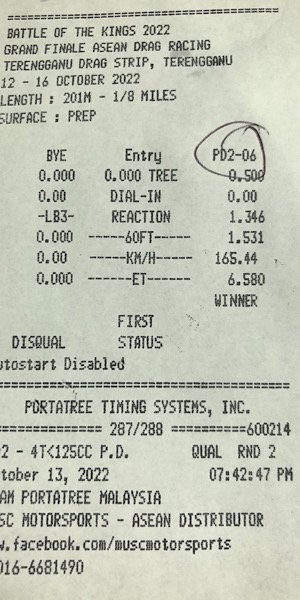 ========================================
BATTLE OF THE KINGS 2022
GRAND FINALE ASEAN DRAG RACING
TERENGGANU DRAG STRIP, TERENGGANU
12 - 16 OCTOBER 2022
LENGTH : 201M - 1/8 MILES
SURFACE : PREP
BYE Entry PD2-06
0.000 0.000 TREE 0.500
0.00 DIAL-IN 0.00
-LB3- REACTION 1.346
0.000 -----60FT----- 1.531
0.00 -----KM/H----- 165.44
0.000 ------ET------ 6.580
WINNER
FIRST
DISQUAL STATUS
utostart Disabled
========================================
PORTATREE TIMING SYSTEMS, INC.
============== 287/288 ==========600214
2 - 4T<125CC P.D. QUAL RND 2
tober 13, 2022 07:42:47 PM
AM PORTATREE MALAYSIA
SC MOTORSPORTS - ASEAN DISTRIBUTOR
w.facebook.com/muscmotorsports
016-6681490